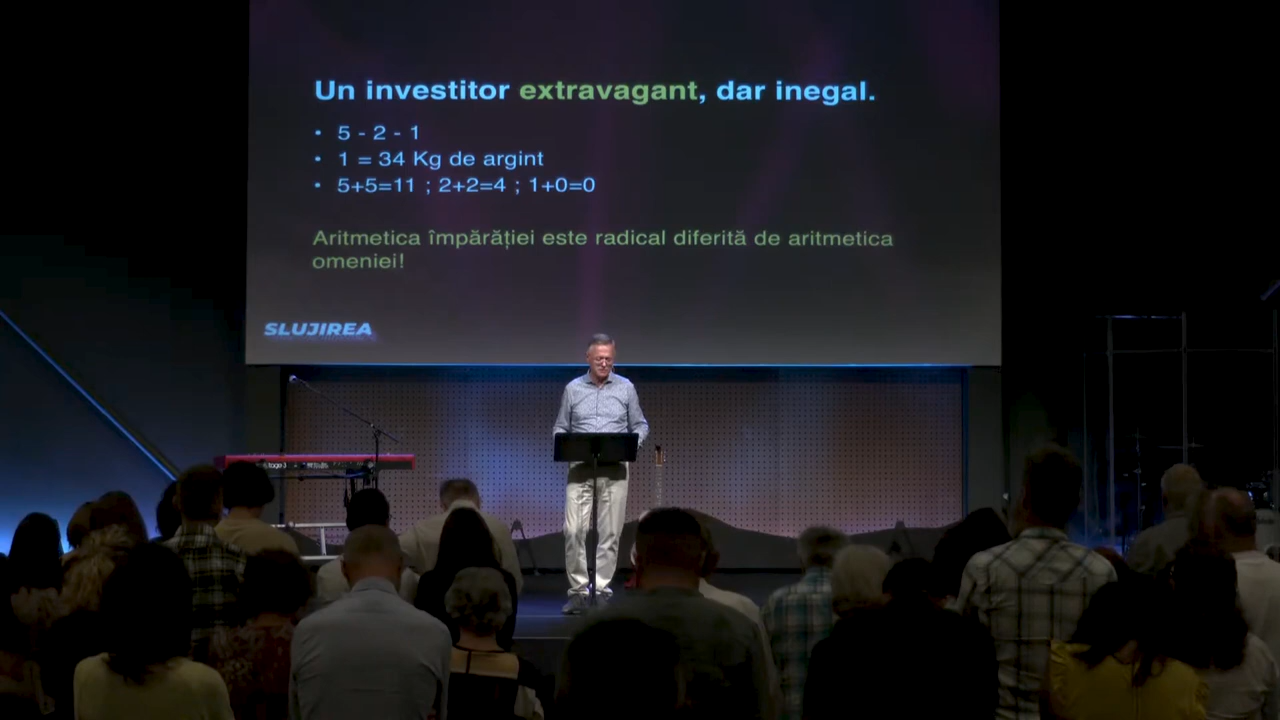 Un investitor extravagant, dar inegal.
• 5 - 2 - 1
• 1 = 34 Kg de argint
• 5+5=11 ; 2+2=4 ; 1+0=0
Aritmetica împărăției este radical diferită de aritmetica
omeniei!
SLUJIREA